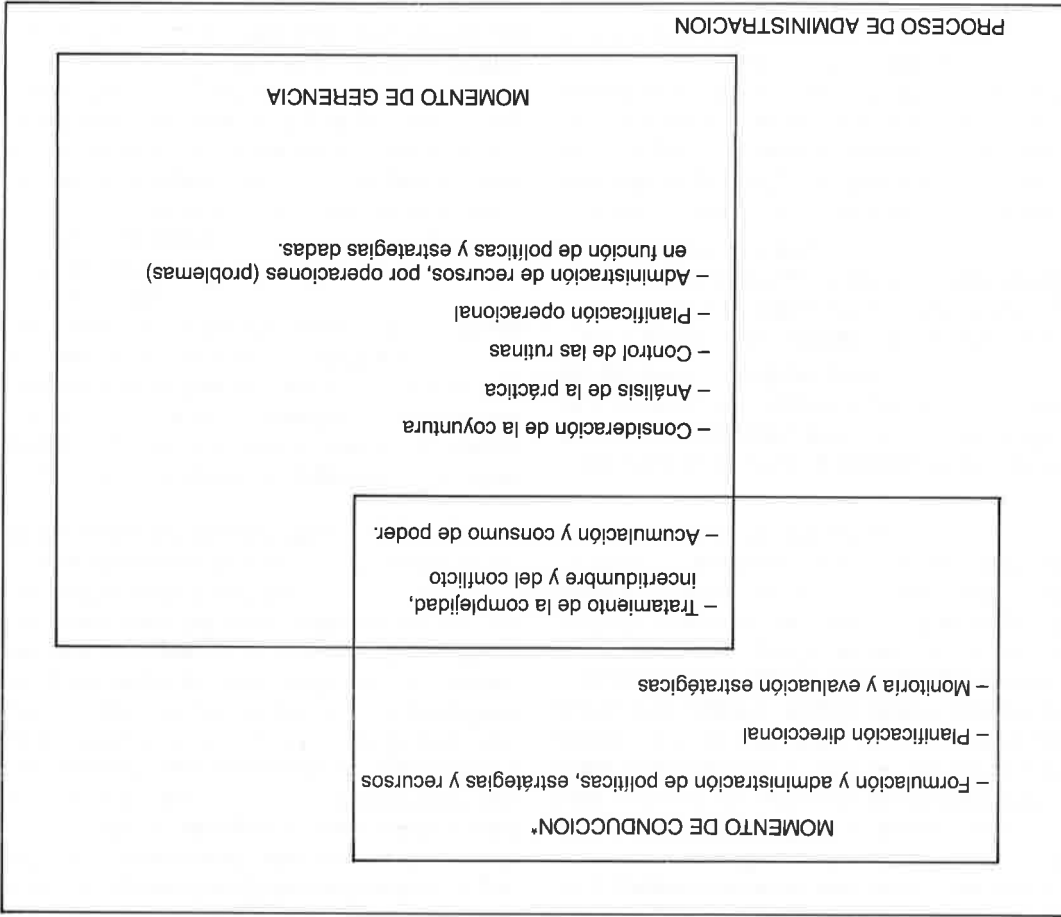 MOMENTO DE CONDUCCION*
– Formulación y administración de políticas, estrátegias y recursos
– Planificación direccional
– Monitoria y evaluación estratégicas
– Tratamiento de la complejidad,
incertidumbre y del conflicto
– Acumulación y consumo de poder.
– Consideración de la coyuntura
– Análisis de la práctica
– Control de las rutinas
– Planificación operacional
– Administración de recursos, por operaciones (problemas)
en función de políticas y estrategias dadas.
MOMENTO DE GERENCIA
PROCESO DE ADMINISTRACION